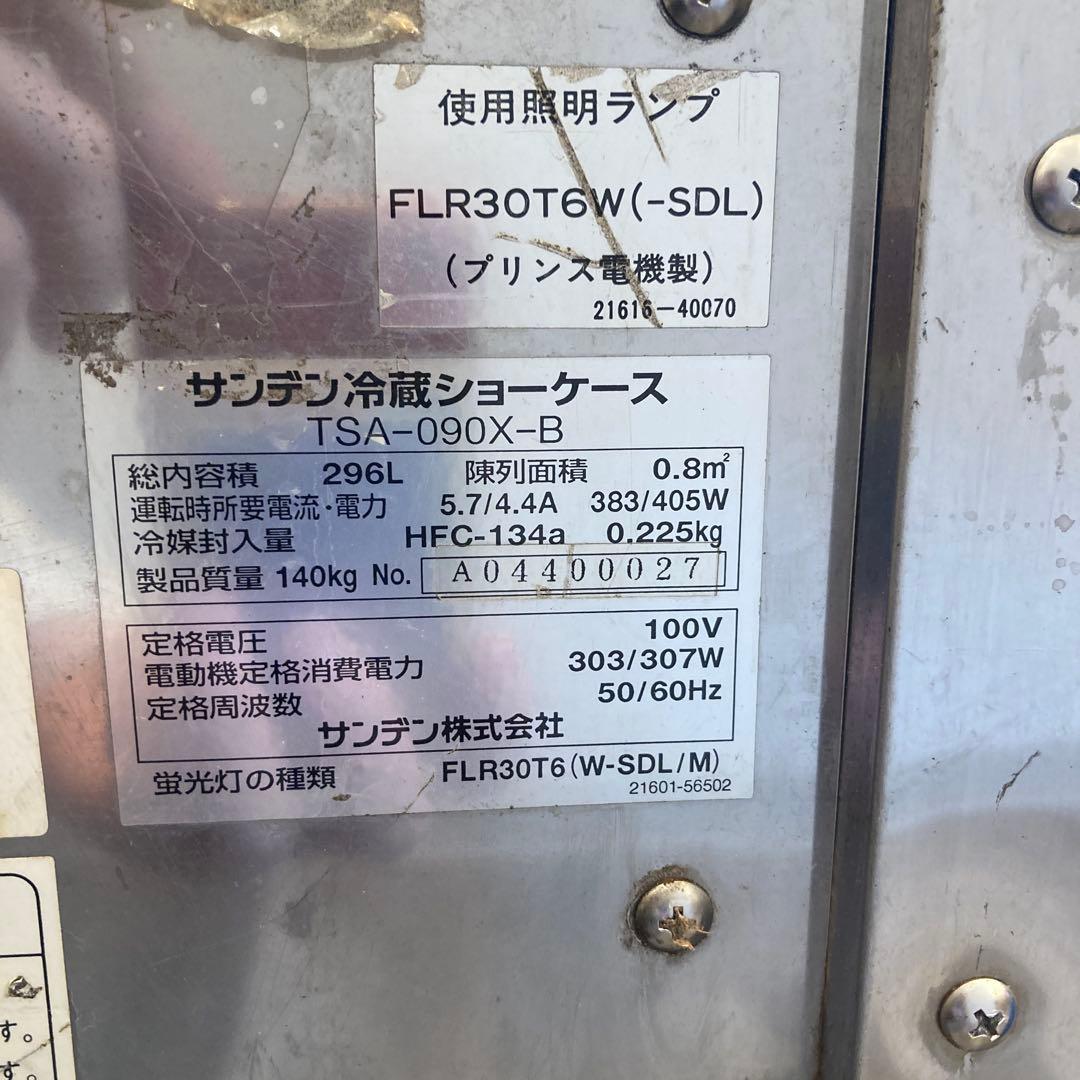 使用照明ランプ
FLR30T6W(-SDL)
(プリンス電機製)
21616-40070
サンデン冷蔵ショーケース
TSA-090X-B
総内容積 296L 陳列面積 0.8m²
運転時所要電流・電力 5.7/4.4A 383/405W
冷媒封入量 HFC-134a 0.225kg
製品質量 140kg No. A04400027
定格電圧 100V
電動機定格消費電力 303/307W
定格周波数 50/60Hz
サンデン株式会社
蛍光灯の種類 FLR30T6(W-SDL/M)
21601-56502
す。
す。